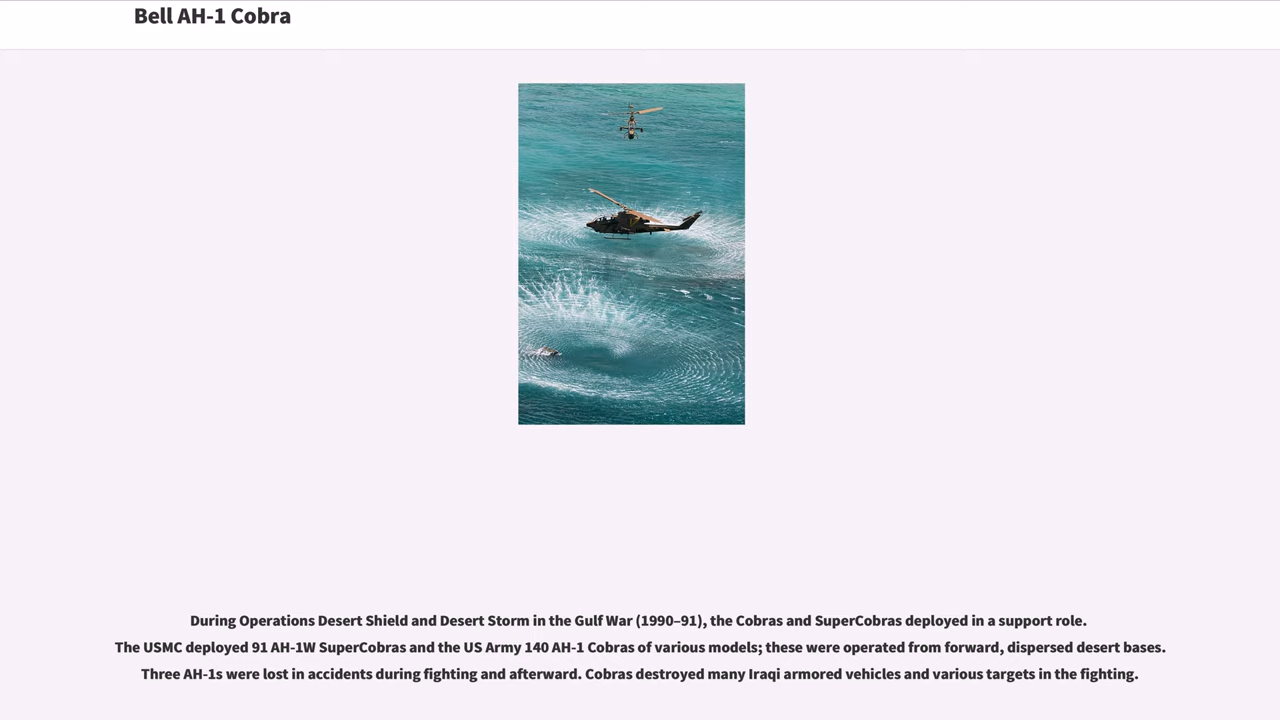 Bell AH-1 Cobra
During Operations Desert Shield and Desert Storm in the Gulf War (1990–91), the Cobras and SuperCobras deployed in a support role.
The USMC deployed 91 AH-1W SuperCobras and the US Army 140 AH-1 Cobras of various models; these were operated from forward, dispersed desert bases.
Three AH-1s were lost in accidents during fighting and afterward. Cobras destroyed many Iraqi armored vehicles and various targets in the fighting.